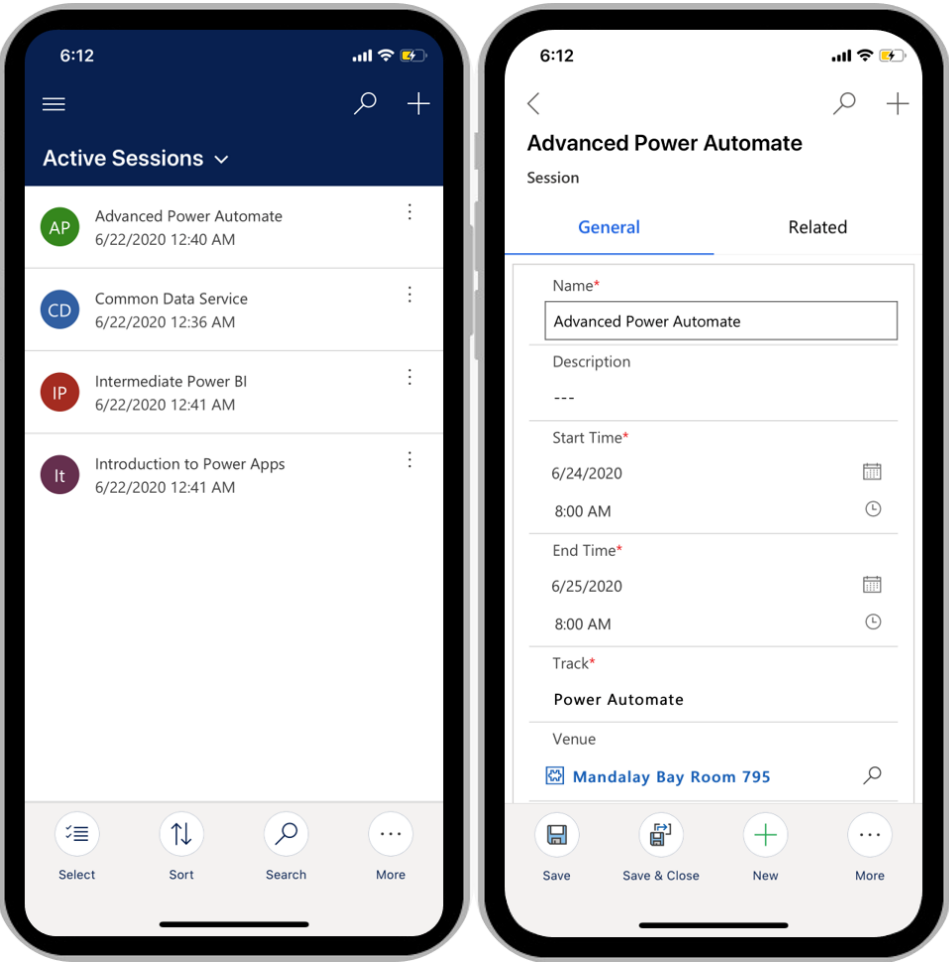 6:12
Active Sessions
AP
Advanced Power Automate
6/22/2020 12:40 AM
CD
Common Data Service
6/22/2020 12:36 AM
IP
Intermediate Power BI
6/22/2020 12:41 AM
It
Introduction to Power Apps
6/22/2020 12:41 AM
Select
Sort
Search
More
6:12
Advanced Power Automate
Session
General
Related
Name*
Advanced Power Automate
Description
---
Start Time*
6/24/2020
8:00 AM
End Time*
6/25/2020
8:00 AM
Track*
Power Automate
Venue
Mandalay Bay Room 795
Save
Save & Close
New
More